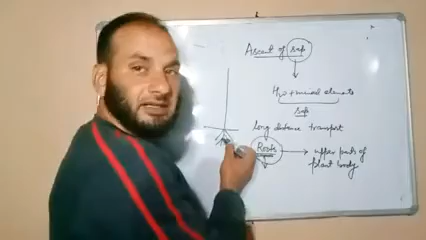 Ascent of sap
H2O + mineral elements
sap
long distance transport
Roots → upper parts of
plant body